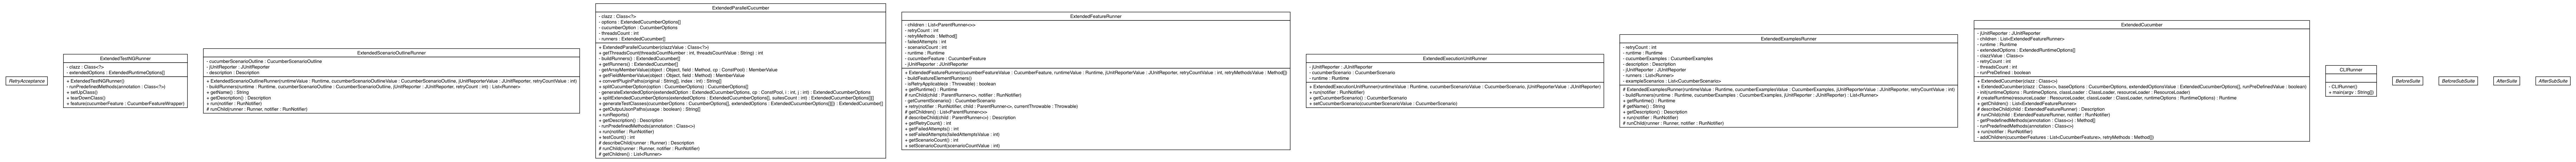 RetryAcceptance
ExtendedTestNGRunner
- clazz : Class<?>
- extendedOptions : ExtendedRuntimeOptions[]
+ ExtendedTestNGRunner()
- runPredefinedMethods(annotation : Class<?>)
+ setUpClass()
+ tearDownClass()
+ feature(cucumberFeature : CucumberFeatureWrapper)
ExtendedScenarioOutlineRunner
- cucumberScenarioOutline : CucumberScenarioOutline
- jUnitReporter : JUnitReporter
- description : Description
+ ExtendedScenarioOutlineRunner(runtimeValue : Runtime, cucumberScenarioOutlineValue : CucumberScenarioOutline, jUnitReporterValue : JUnitReporter, retryCountValue : int)
- buildRunners(runtime : Runtime, cucumberScenarioOutline : CucumberScenarioOutline, jUnitReporter : JUnitReporter, retryCount : int) : List<Runner>
+ getName() : String
+ getDescription() : Description
+ run(notifier : RunNotifier)
# runChild(runner : Runner, notifier : RunNotifier)
ExtendedParallelCucumber
- clazz : Class<?>
- options : ExtendedCucumberOptions[]
- cucumberOption : CucumberOptions
- threadsCount : int
- runners : ExtendedCucumber[]
+ ExtendedParallelCucumber(clazzValue : Class<?>)
+ getThreadsCount(threadsCountNumber : int, threadsCountValue : String) : int
- buildRunners() : ExtendedCucumber[]
+ getRunners() : ExtendedCucumber[]
- getArrayMemberValue(object : Object, field : Method, cp : ConstPool) : MemberValue
+ getFieldMemberValue(object : Object, field : Method) : MemberValue
+ convertPluginPaths(original : String[], index : int) : String[]
+ splitCucumberOption(option : CucumberOptions) : CucumberOptions[]
- generateExtendedOption(extendedOption : ExtendedCucumberOptions, cp : ConstPool, i : int, j : int) : ExtendedCucumberOptions
+ splitExtendedCucumberOptions(extendedOptions : ExtendedCucumberOptions[], suitesCount : int) : ExtendedCucumberOptions[][]
+ generateTestClasses(cucumberOptions : CucumberOptions[], extendedOptions : ExtendedCucumberOptions[][]) : ExtendedCucumber[]
+ getOutputJsonPaths(usage : boolean) : String[]
+ runReports()
+ getDescription() : Description
- runPredefinedMethods(annotation : Class<?>)
+ run(notifier : RunNotifier)
+ testCount() : int
# describeChild(runner : Runner) : Description
# runChild(runner : Runner, notifier : RunNotifier)
# getChildren() : List<Runner>
ExtendedFeatureRunner
- children : List<ParentRunner<>>
- retryCount : int
- retryMethods : Method[]
- failedAttempts : int
- scenarioCount : int
- runtime : Runtime
- cucumberFeature : CucumberFeature
- jUnitReporter : JUnitReporter
+ ExtendedFeatureRunner(cucumberFeatureValue : CucumberFeature, runtimeValue : Runtime, jUnitReporterValue : JUnitReporter, retryCountValue : int, retryMethodsValue : Method[])
- buildFeatureElementRunners()
- isRetryApplicable(e : Throwable) : boolean
+ getRuntime() : Runtime
# runChild(child : ParentRunner<>, notifier : RunNotifier)
- getCurrentScenario() : CucumberScenario
+ retry(notifier : RunNotifier, child : ParentRunner<>, currentThrowable : Throwable)
# getChildren() : List<ParentRunner<>>
# describeChild(child : ParentRunner<>) : Description
+ getRetryCount() : int
+ getFailedAttempts() : int
+ setFailedAttempts(failedAttemptsValue : int)
+ getScenarioCount() : int
+ setScenarioCount(scenarioCountValue : int)
ExtendedExecutionUnitRunner
- jUnitReporter : JUnitReporter
- cucumberScenario : CucumberScenario
- runtime : Runtime
+ ExtendedExecutionUnitRunner(runtimeValue : Runtime, cucumberScenarioValue : CucumberScenario, jUnitReporterValue : JUnitReporter)
+ run(notifier : RunNotifier)
+ getCucumberScenario() : CucumberScenario
+ setCucumberScenario(cucumberScenarioValue : CucumberScenario)
ExtendedExamplesRunner
- retryCount : int
- runtime : Runtime
- cucumberExamples : CucumberExamples
- description : Description
- jUnitReporter : JUnitReporter
- runners : List<Runner>
- exampleScenarios : List<CucumberScenario>
# ExtendedExamplesRunner(runtimeValue : Runtime, cucumberExamplesValue : CucumberExamples, jUnitReporterValue : JUnitReporter, retryCountValue : int)
- buildRunners(runtime : Runtime, cucumberExamples : CucumberExamples, jUnitReporter : JUnitReporter) : List<Runner>
+ getRuntime() : Runtime
# getName() : String
+ getDescription() : Description
+ run(notifier : RunNotifier)
# runChild(runner : Runner, notifier : RunNotifier)
ExtendedCucumber
- jUnitReporter : JUnitReporter
- children : List<ExtendedFeatureRunner>
- runtime : Runtime
- extendedOptions : ExtendedRuntimeOptions[]
- clazzValue : Class<>
- retryCount : int
- threadsCount : int
- runPreDefined : boolean
+ ExtendedCucumber(clazz : Class<>)
+ ExtendedCucumber(clazz : Class<>, baseOptions : CucumberOptions, extendedOptionsValue : ExtendedCucumberOptions[], runPreDefinedValue : boolean)
- init(runtimeOptions : RuntimeOptions, classLoader : ClassLoader, resourceLoader : ResourceLoader)
# createRuntime(resourceLoader : ResourceLoader, classLoader : ClassLoader, runtimeOptions : RuntimeOptions) : Runtime
+ getChildren() : List<ExtendedFeatureRunner>
# describeChild(child : ExtendedFeatureRunner) : Description
# runChild(child : ExtendedFeatureRunner, notifier : RunNotifier)
- getPredefinedMethods(annotation : Class<>) : Method[]
- runPredefinedMethods(annotation : Class<>)
+ run(notifier : RunNotifier)
- addChildren(cucumberFeatures : List<CucumberFeature>, retryMethods : Method[])
CLIRunner
- CLIRunner()
+ main(args : String[])
BeforeSuite
BeforeSubSuite
AfterSuite
AfterSubSuite